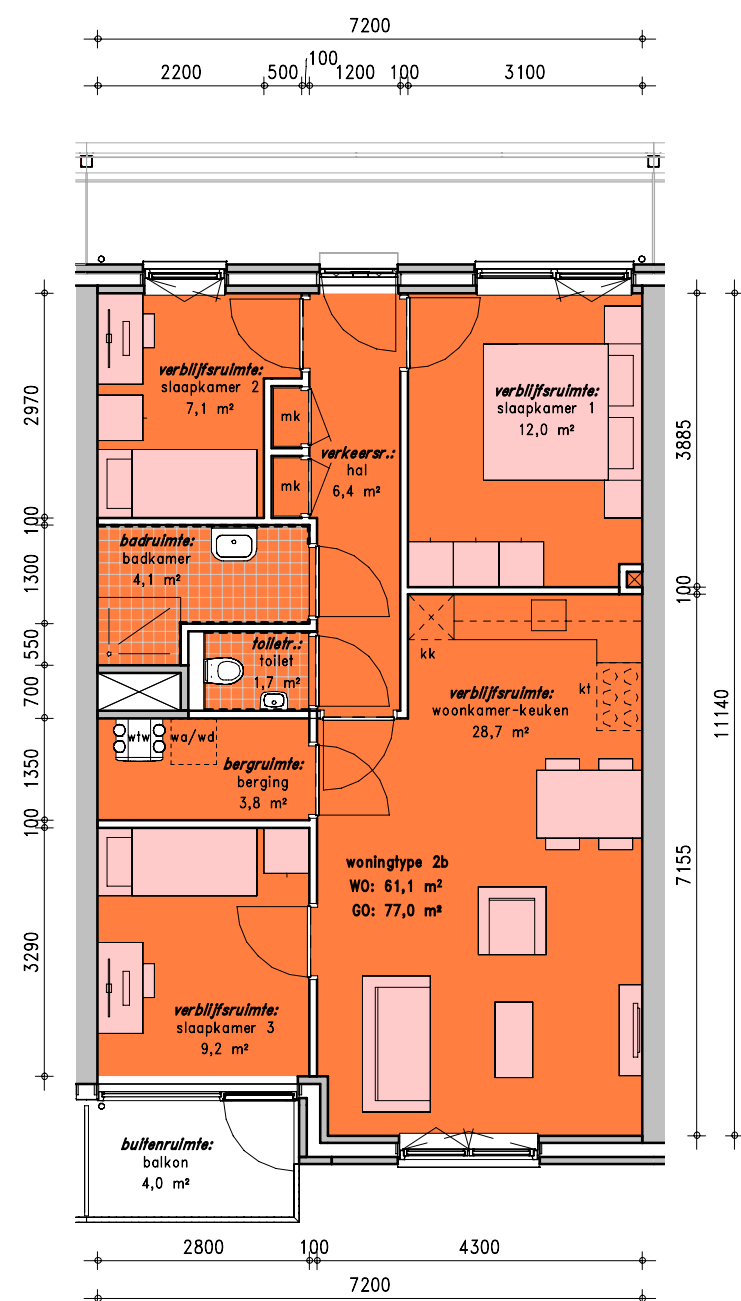 7200
100
2200 500 1200 100 3100
verblijfsruimte:
slaapkamer 2
7,1 m²
verblijfsruimte:
slaapkamer 1
12,0 m²
mk
mk
verkeersr.:
hal
6,4 m²
2970
3885
100
badruimte:
badkamer
4,1 m²
1300
100
toiletr.:
toilet
1,7 m²
550
kk
kt
700
verblijfsruimte:
woonkamer-keuken
28,7 m²
11140
wtw
wa/wd
bergruimte:
berging
3,8 m²
1350
100
woningtype 2b
WO: 61,1 m²
GO: 77,0 m²
7155
3290
verblijfsruimte:
slaapkamer 3
9,2 m²
buitenruimte:
balkon
4,0 m²
2800 100 4300
7200